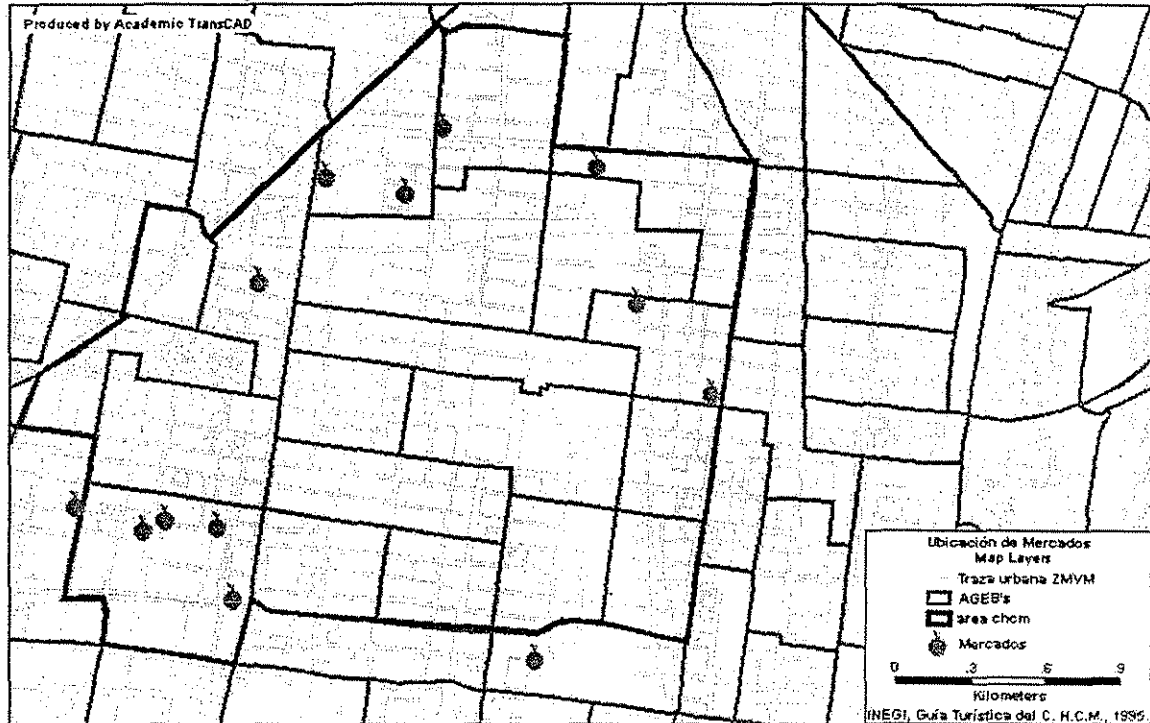 Produced by Academic TransCAD
Ubicación de Mercados
Map Layers
Traza urbana ZMVM
AGEB's
area chcm
Mercados
0 .3 .6 .9
Kilometers
INEGI, Guía Turística del C. H.C.M., 1995.